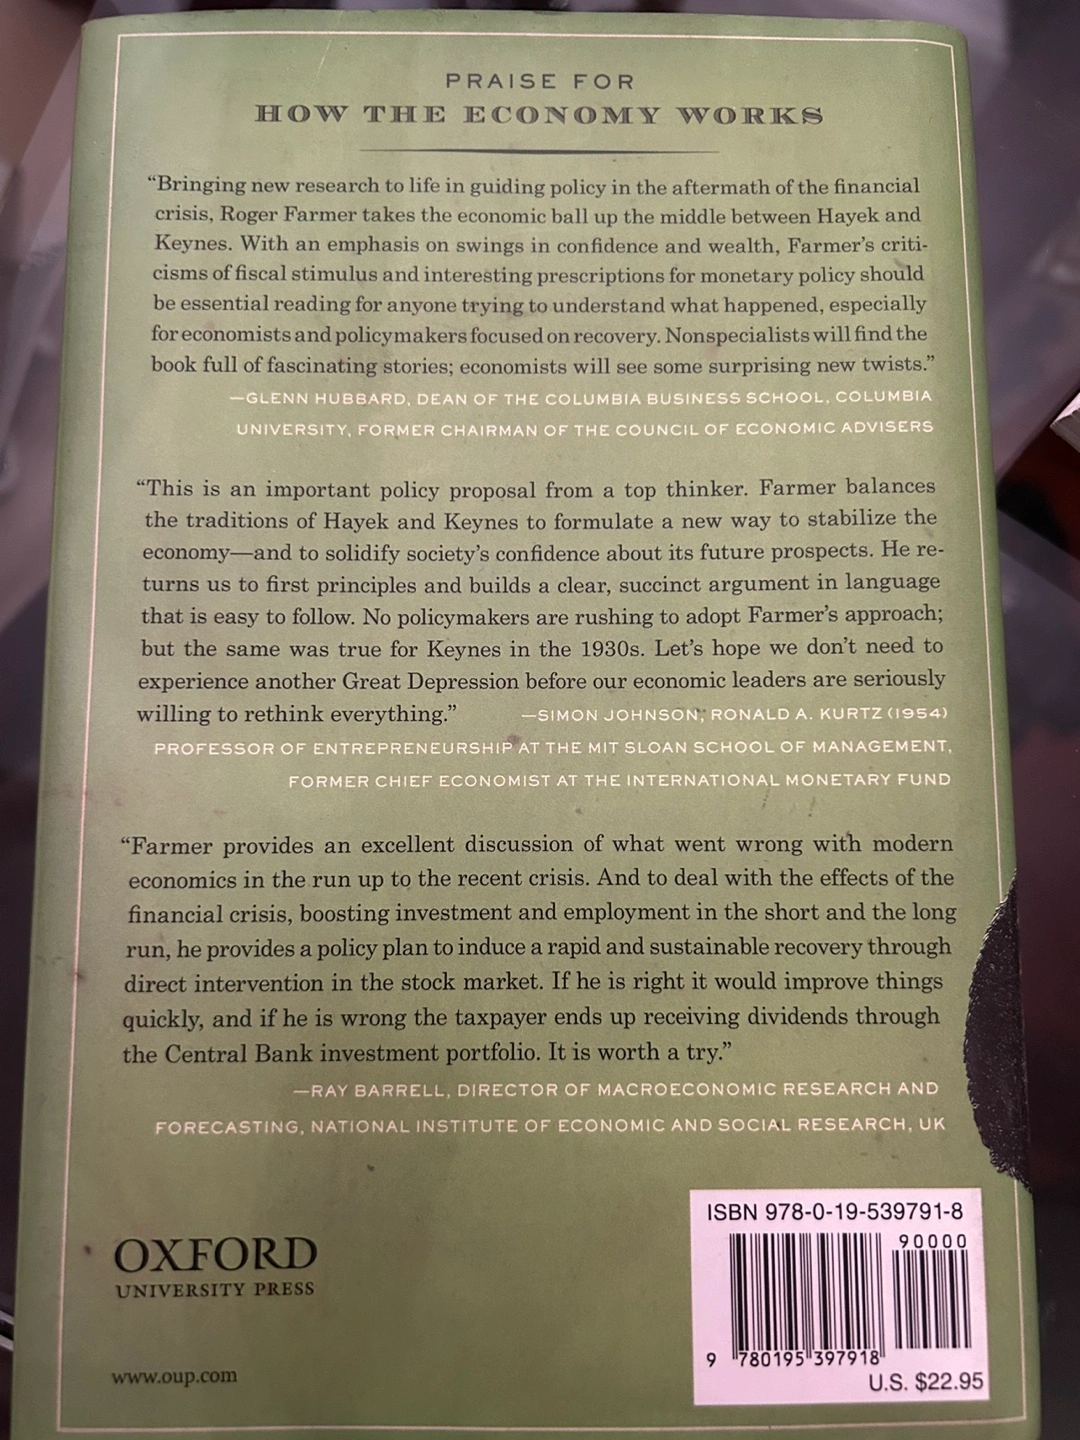 PRAISE FOR
HOW THE ECONOMY WORKS
“Bringing new research to life in guiding policy in the aftermath of the financial
crisis, Roger Farmer takes the economic ball up the middle between Hayek and
Keynes. With an emphasis on swings in confidence and wealth, Farmer’s criti-
cisms of fiscal stimulus and interesting prescriptions for monetary policy should
be essential reading for anyone trying to understand what happened, especially
for economists and policymakers focused on recovery. Nonspecialists will find the
book full of fascinating stories; economists will see some surprising new twists.”
—GLENN HUBBARD, DEAN OF THE COLUMBIA BUSINESS SCHOOL, COLUMBIA
UNIVERSITY, FORMER CHAIRMAN OF THE COUNCIL OF ECONOMIC ADVISERS
“This is an important policy proposal from a top thinker. Farmer balances
the traditions of Hayek and Keynes to formulate a new way to stabilize the
economy—and to solidify society’s confidence about its future prospects. He re-
turns us to first principles and builds a clear, succinct argument in language
that is easy to follow. No policymakers are rushing to adopt Farmer’s approach;
but the same was true for Keynes in the 1930s. Let’s hope we don’t need to
experience another Great Depression before our economic leaders are seriously
willing to rethink everything.” —SIMON JOHNSON, RONALD A. KURTZ (1954)
PROFESSOR OF ENTREPRENEURSHIP AT THE MIT SLOAN SCHOOL OF MANAGEMENT,
FORMER CHIEF ECONOMIST AT THE INTERNATIONAL MONETARY FUND
“Farmer provides an excellent discussion of what went wrong with modern
economics in the run up to the recent crisis. And to deal with the effects of the
financial crisis, boosting investment and employment in the short and the long
run, he provides a policy plan to induce a rapid and sustainable recovery through
direct intervention in the stock market. If he is right it would improve things
quickly, and if he is wrong the taxpayer ends up receiving dividends through
the Central Bank investment portfolio. It is worth a try.”
—RAY BARRELL, DIRECTOR OF MACROECONOMIC RESEARCH AND
FORECASTING, NATIONAL INSTITUTE OF ECONOMIC AND SOCIAL RESEARCH, UK
OXFORD
UNIVERSITY PRESS
www.oup.com
ISBN 978-0-19-539791-8
90000
9 780195 397918
U.S. $22.95